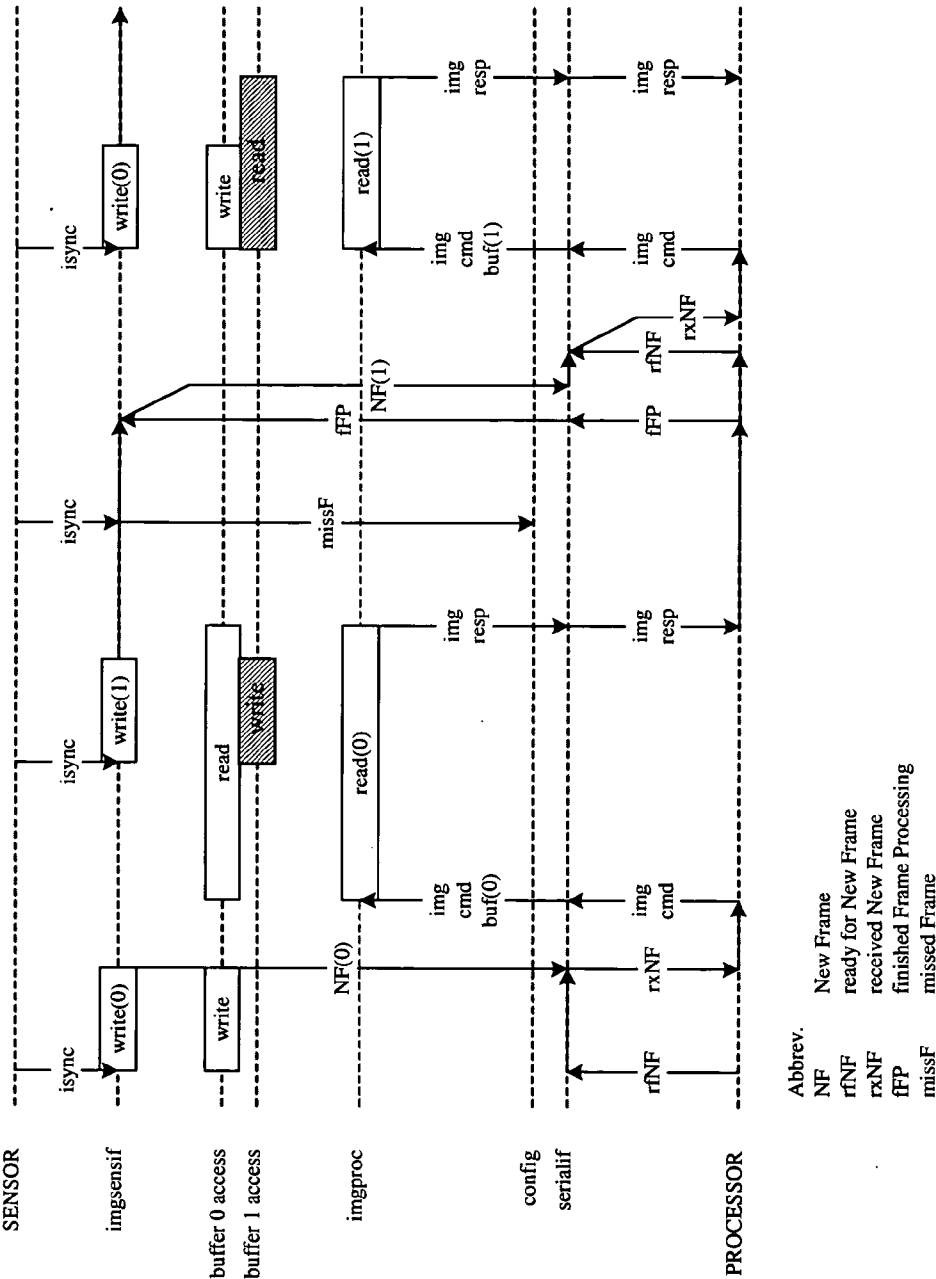 SENSOR
isync
isync
isync
isync
imgsensif
write(0)
write(1)
write(0)
buffer 0 access
write
read
write
buffer 1 access
write
read
NF(0)
missF
fFP
NF(1)
imgproc
read(0)
read(1)
img
cmd
buf(0)
img
resp
img
cmd
buf(1)
img
resp
config
serialif
rfNF
rxNF
img
cmd
img
resp
fFP
rfNF
rxNF
img
cmd
img
resp
PROCESSOR
Abbrev.
NF New Frame
rfNF ready for New Frame
rxNF received New Frame
fFP finished Frame Processing
missF missed Frame